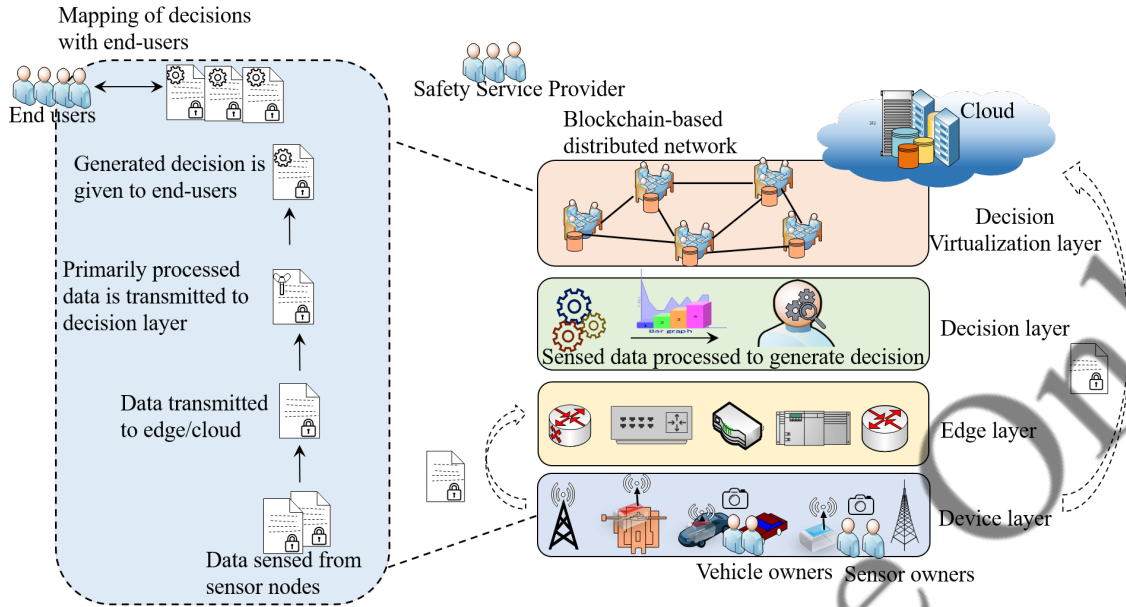 Mapping of decisions
with end-users
End users
Generated decision is
given to end-users
Primarily processed
data is transmitted to
decision layer
Data transmitted
to edge/cloud
Data sensed from
sensor nodes
Safety Service Provider
Blockchain-based
distributed network
Cloud
Decision
Virtualization layer
Bar graph
Sensed data processed to generate decision
Decision layer
Edge layer
Device layer
Vehicle owners
Sensor owners
e Onl